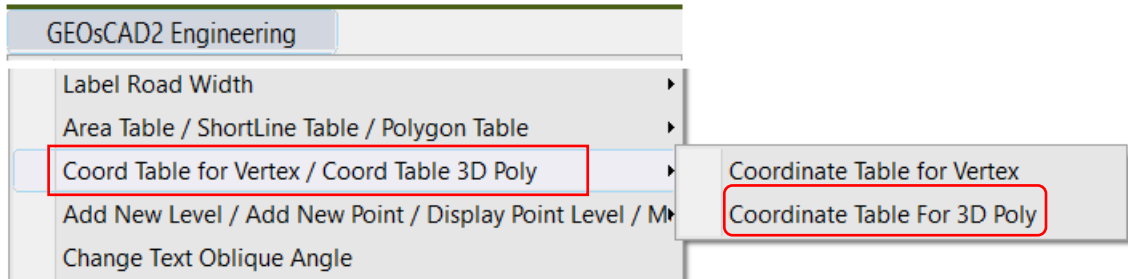 GEOsCAD2 Engineering
Label Road Width
Area Table / ShortLine Table / Polygon Table
Coord Table for Vertex / Coord Table 3D Poly
Coordinate Table for Vertex
Add New Level / Add New Point / Display Point Level / M
Coordinate Table For 3D Poly
Change Text Oblique Angle